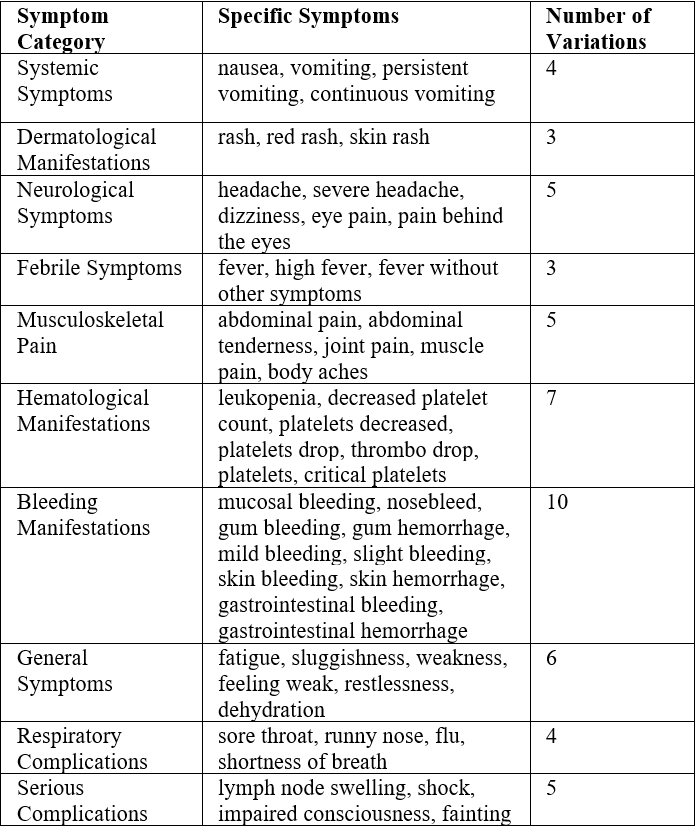 Symptom Category Specific Symptoms Number of Variations
Systemic Symptoms nausea, vomiting, persistent vomiting, continuous vomiting 4
Dermatological Manifestations rash, red rash, skin rash 3
Neurological Symptoms headache, severe headache, dizziness, eye pain, pain behind the eyes 5
Febrile Symptoms fever, high fever, fever without other symptoms 3
Musculoskeletal Pain abdominal pain, abdominal tenderness, joint pain, muscle pain, body aches 5
Hematological Manifestations leukopenia, decreased platelet count, platelets decreased, platelets drop, thrombo drop, platelets, critical platelets 7
Bleeding Manifestations mucosal bleeding, nosebleed, gum bleeding, gum hemorrhage, mild bleeding, slight bleeding, skin bleeding, skin hemorrhage, gastrointestinal bleeding, gastrointestinal hemorrhage 10
General Symptoms fatigue, sluggishness, weakness, feeling weak, restlessness, dehydration 6
Respiratory Complications sore throat, runny nose, flu, shortness of breath 4
Serious Complications lymph node swelling, shock, impaired consciousness, fainting 5